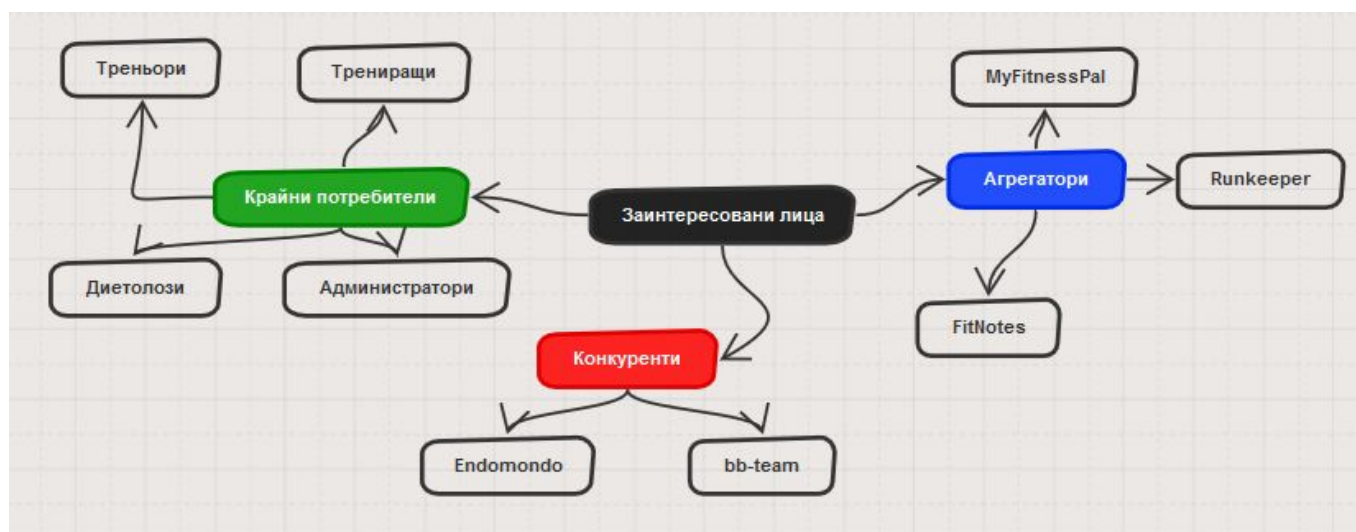 Треньори
Трениращи
MyFitnessPal
Крайни потребители
Заинтересовани лица
Агрегатори
Runkeeper
Диетолози
Администратори
FitNotes
Конкуренти
Endomondo
bb-team